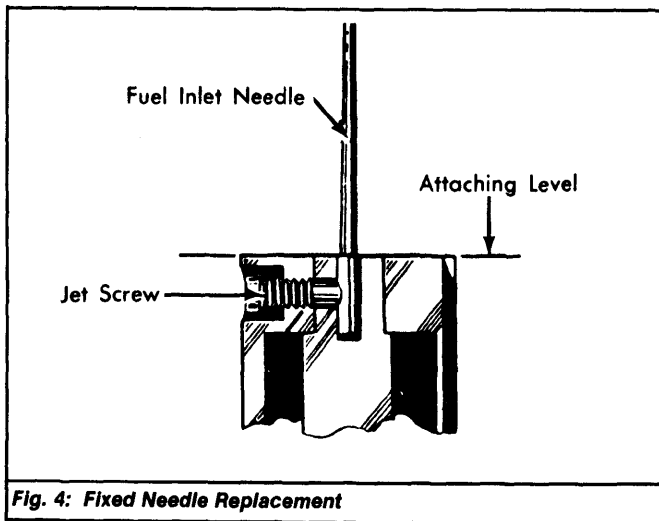 Fuel Inlet Needle
Attaching Level
Jet Screw
Fig. 4: Fixed Needle Replacement